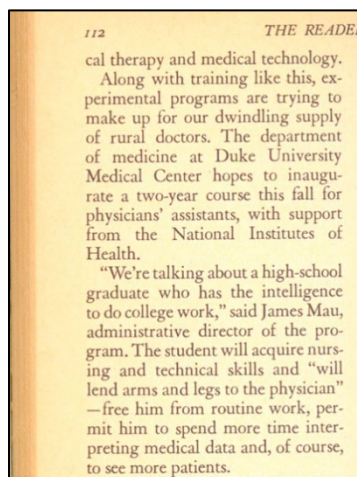 112 THE READE
cal therapy and medical technology.
Along with training like this, ex-
perimental programs are trying to
make up for our dwindling supply
of rural doctors. The department
of medicine at Duke University
Medical Center hopes to inaugu-
rate a two-year course this fall for
physicians’ assistants, with support
from the National Institutes of
Health.
“We’re talking about a high-school
graduate who has the intelligence
to do college work,” said James Mau,
administrative director of the pro-
gram. The student will acquire nurs-
ing and technical skills and “will
lend arms and legs to the physician”
—free him from routine work, per-
mit him to spend more time inter-
preting medical data and, of course,
to see more patients.